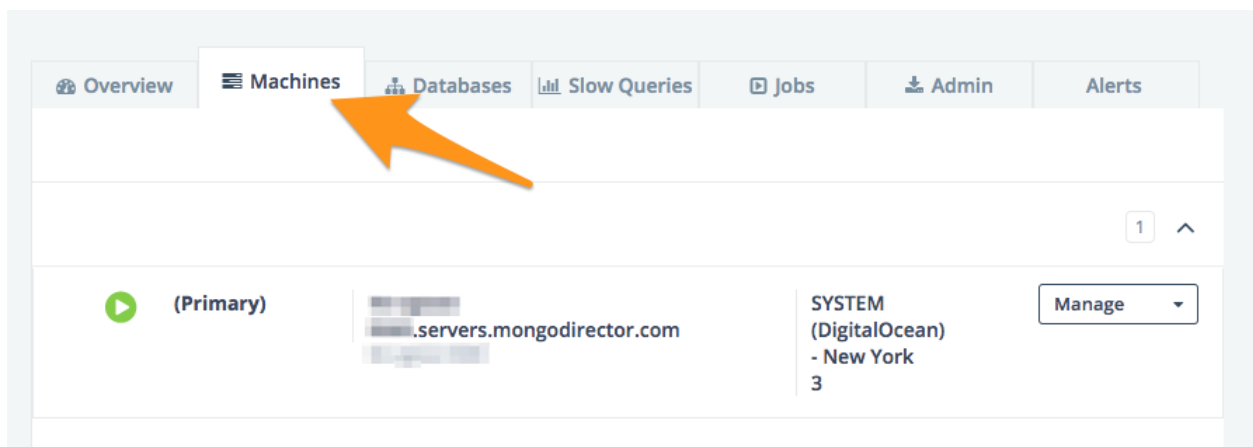 Overview Machines Databases Slow Queries Jobs Admin Alerts
1
(Primary)
.servers.mongodirector.com
SYSTEM
(DigitalOcean)
- New York
3
Manage